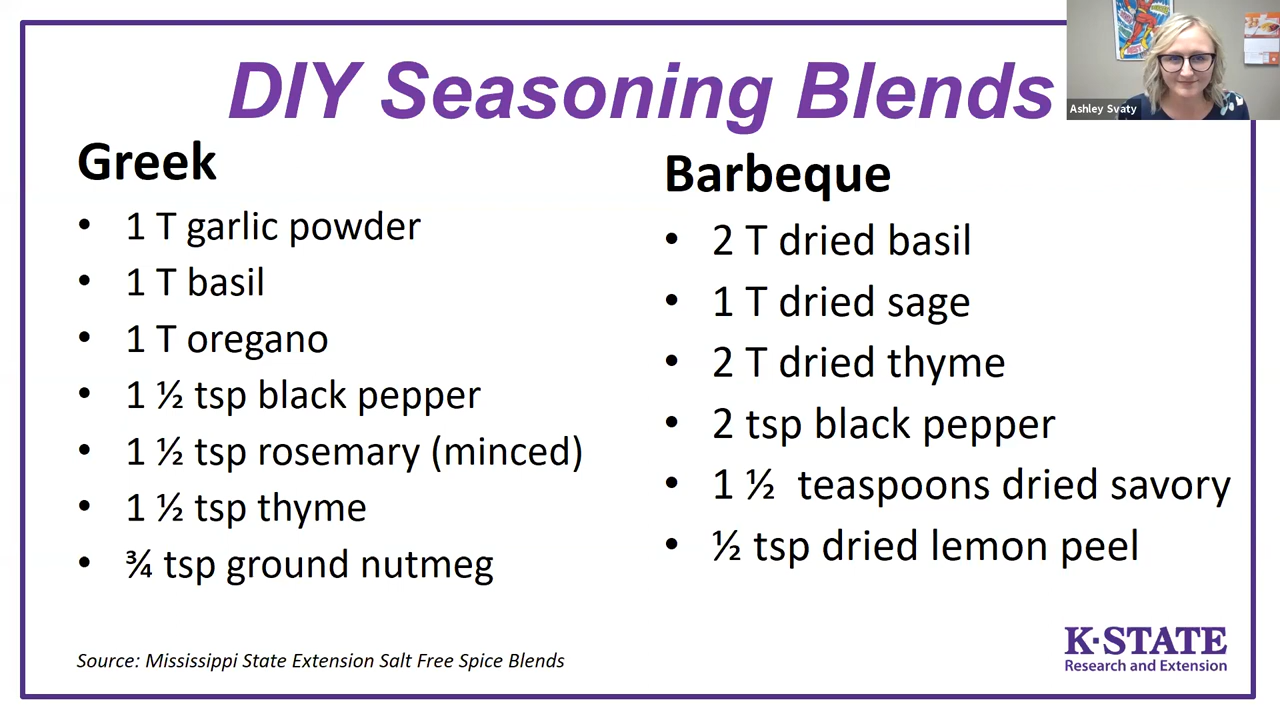 DIY Seasoning Blends
Ashley Svaty
Greek
• 1 T garlic powder
• 1 T basil
• 1 T oregano
• 1 ½ tsp black pepper
• 1 ½ tsp rosemary (minced)
• 1 ½ tsp thyme
• ¾ tsp ground nutmeg
Barbeque
• 2 T dried basil
• 1 T dried sage
• 2 T dried thyme
• 2 tsp black pepper
• 1 ½  teaspoons dried savory
• ½ tsp dried lemon peel
Source: Mississippi State Extension Salt Free Spice Blends
K·STATE
Research and Extension